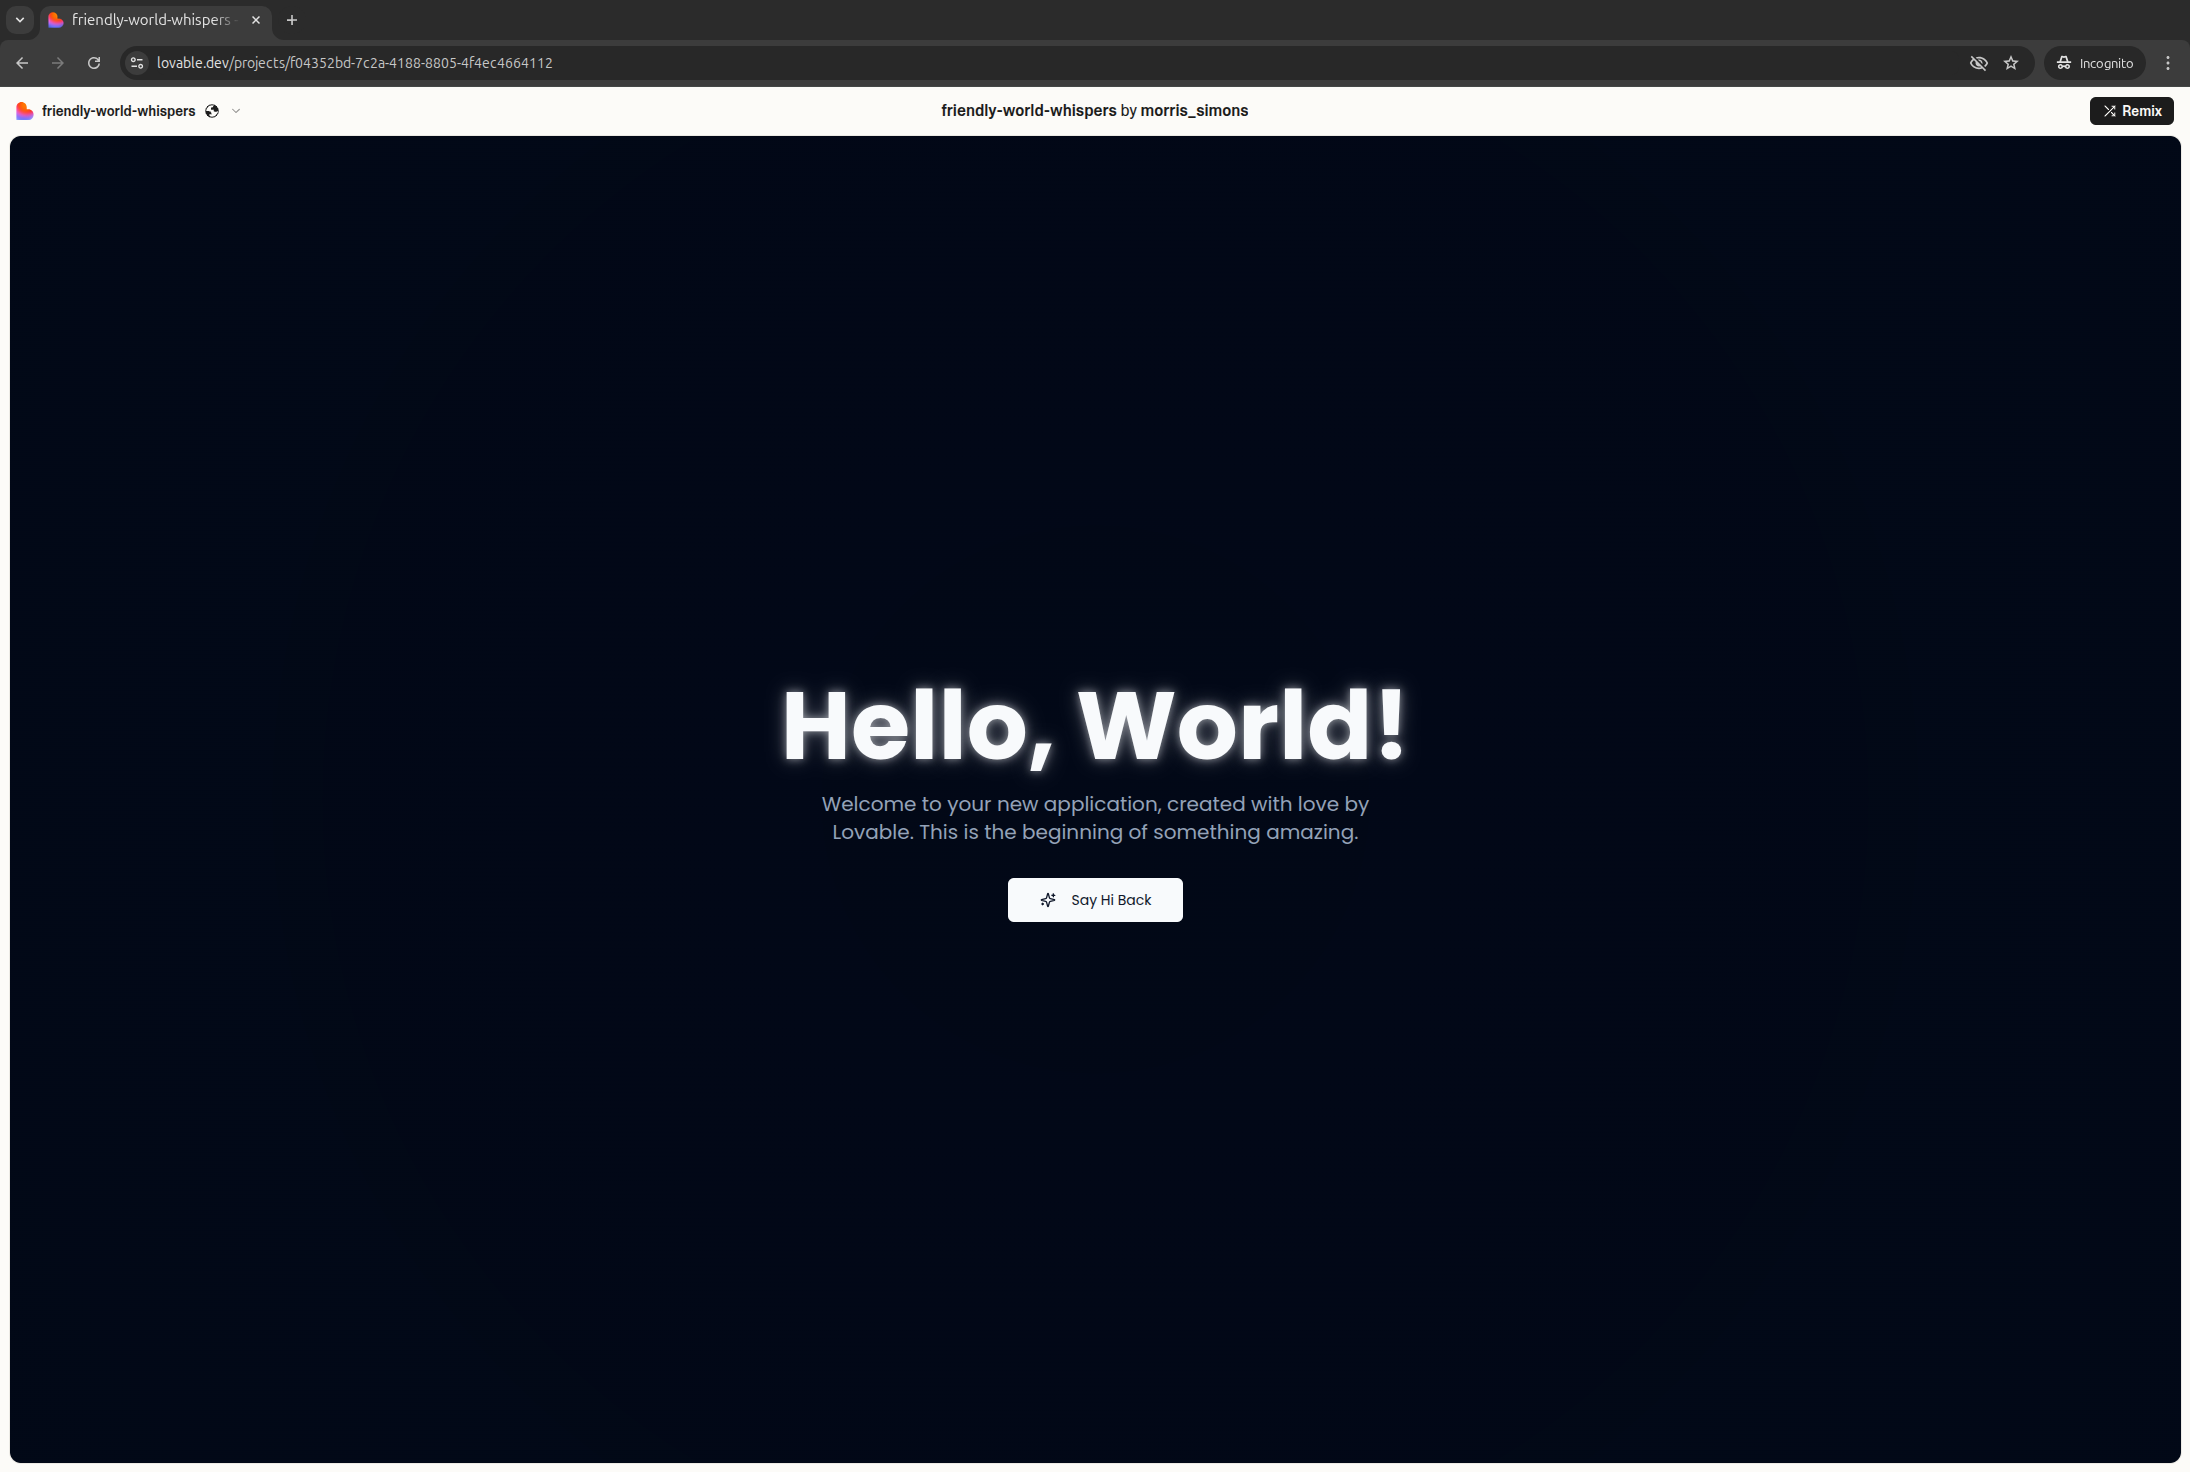 friendly-world-whispers
lovable.dev/projects/f04352bd-7c2a-4188-8805-4f4ec4664112
Incognito
friendly-world-whispers
friendly-world-whispers by morris_simons
Remix
Hello, World!
Welcome to your new application, created with love by
Lovable. This is the beginning of something amazing.
Say Hi Back